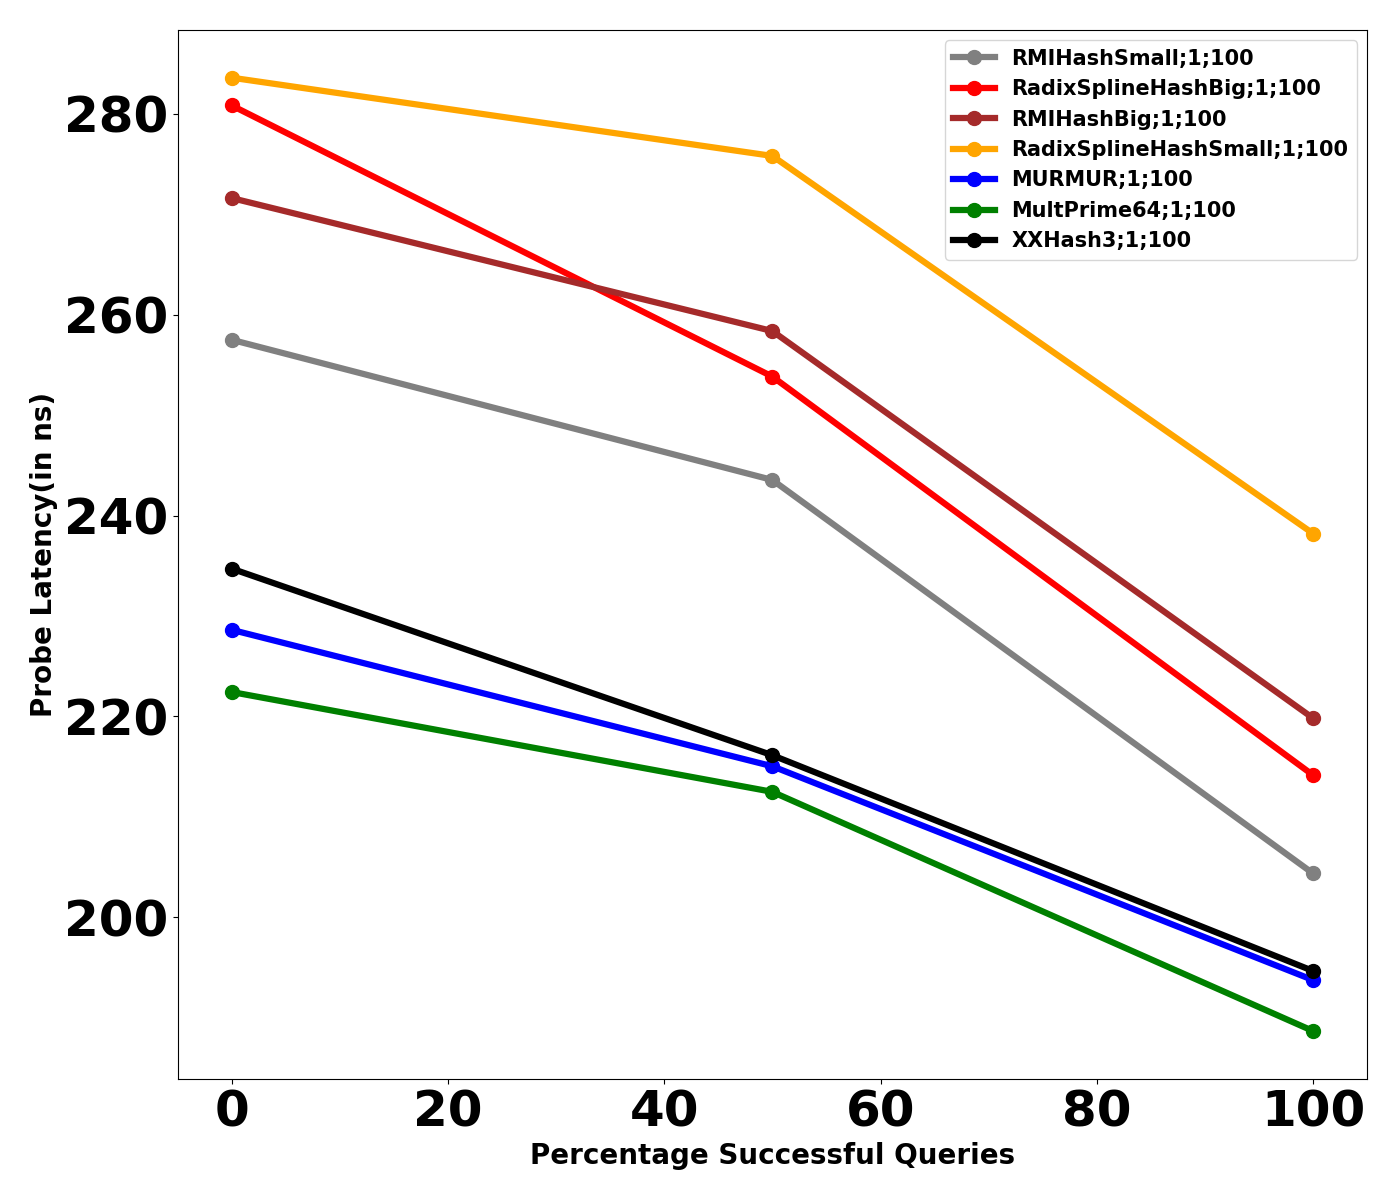 RMIHashSmall;1;100
RadixSplineHashBig;1;100
RMIHashBig;1;100
RadixSplineHashSmall;1;100
MURMUR;1;100
MultPrime64;1;100
XXHash3;1;100
280
260
240
220
200
Probe Latency(in ns)
0 20 40 60 80 100
Percentage Successful Queries